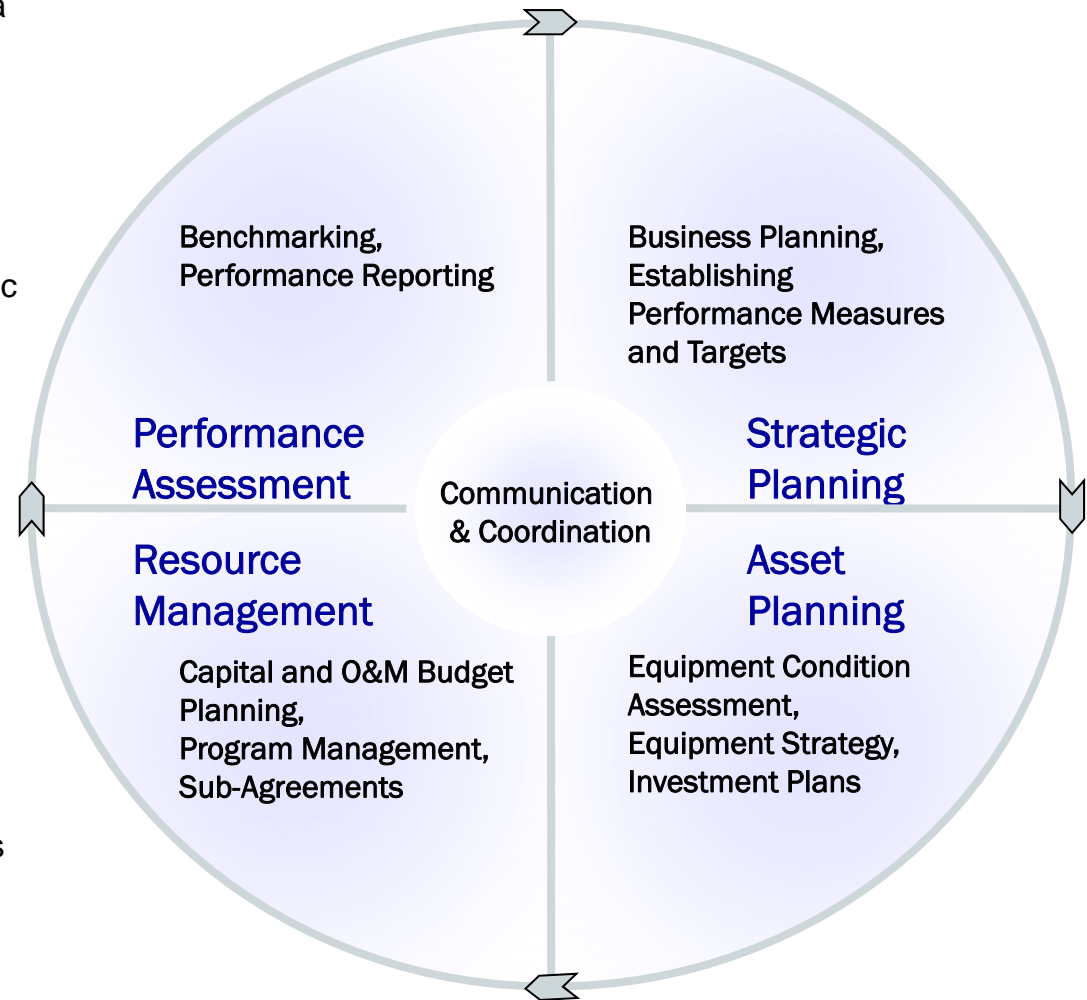 a
Benchmarking,
Performance Reporting
Business Planning,
Establishing
Performance Measures
and Targets
c
Performance
Assessment
Strategic
Planning
Communication
& Coordination
Resource
Management
Asset
Planning
Capital and O&M Budget
Planning,
Program Management,
Sub-Agreements
Equipment Condition
Assessment,
Equipment Strategy,
Investment Plans
s